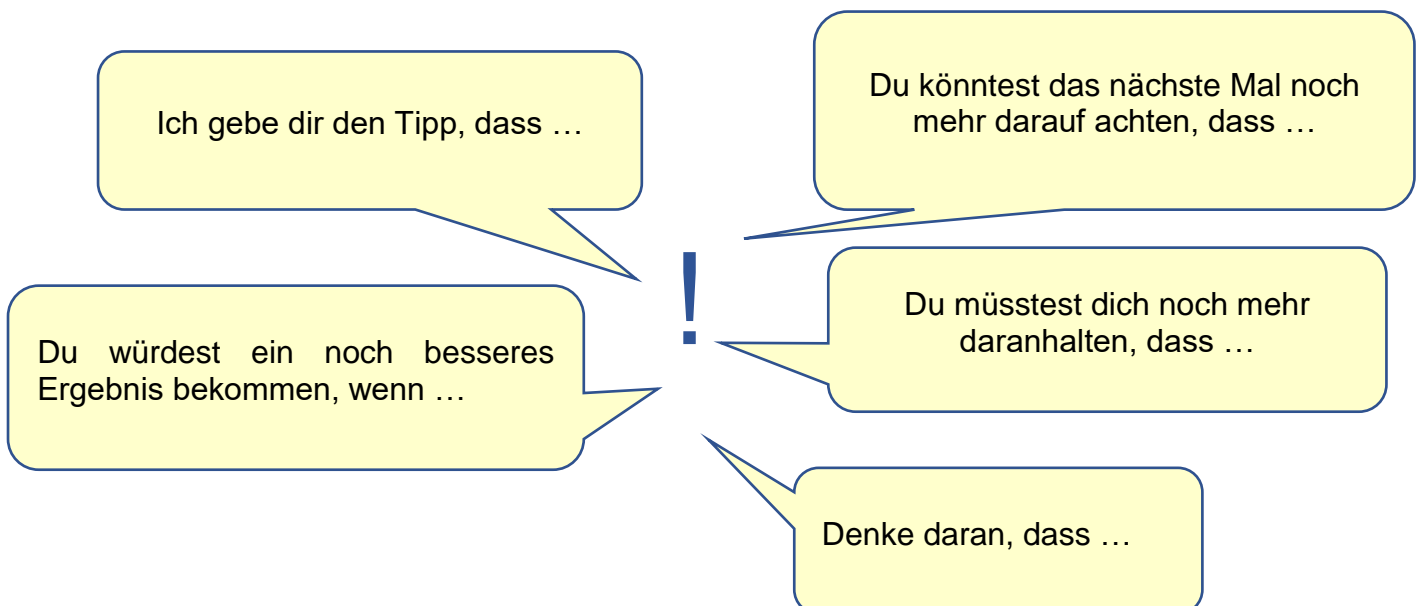 Ich gebe dir den Tipp, dass …
Du könntest das nächste Mal noch
mehr darauf achten, dass …
!
Du würdest ein noch besseres
Ergebnis bekommen, wenn …
Du müsstest dich noch mehr
daranhalten, dass …
Denke daran, dass …